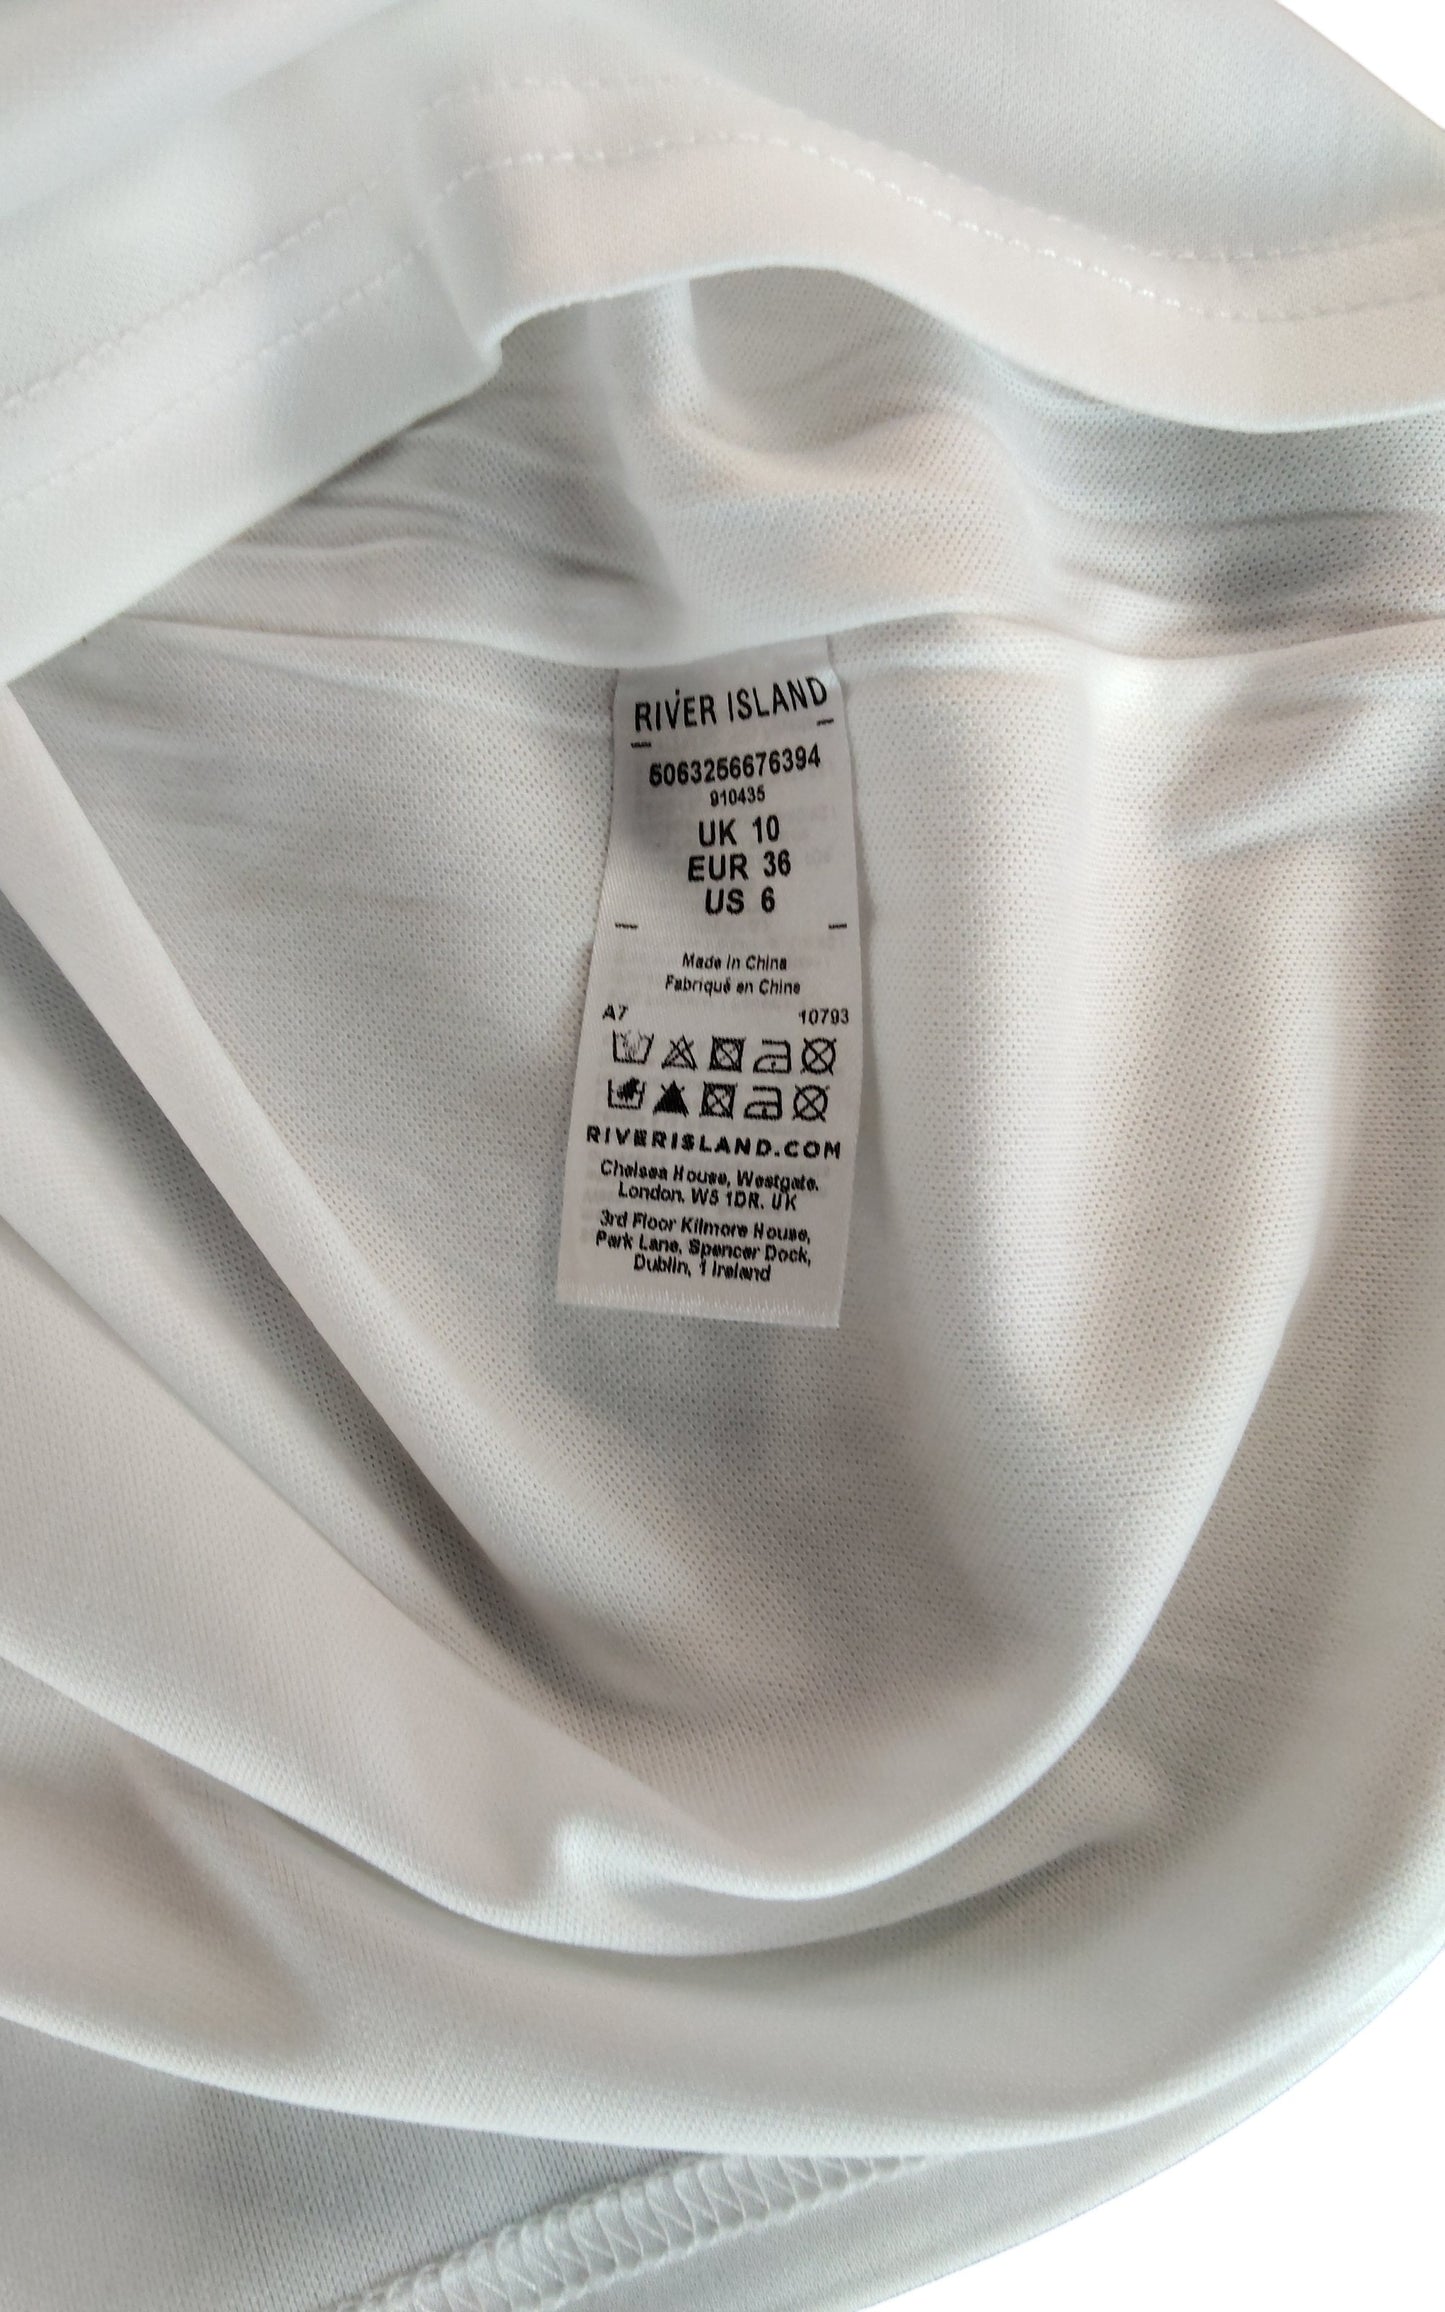 RIVER ISLAND
5063256676394
910435
UK 10
EUR 36
US 6
Made in China
Fabriqué en Chine
A7 10793
RIVERISLAND.COM
Chelsea House, Westgate,
London. W5 1DR. UK
3rd Floor Kilmore House,
Park Lane, Spencer Dock,
Dublin, 1 Ireland